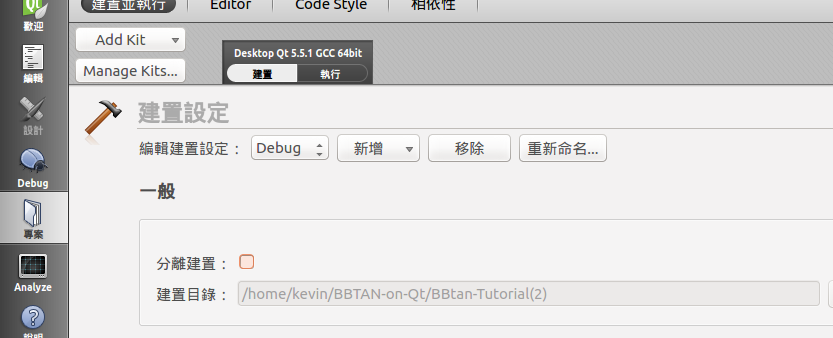 建置並執行 Editor Code Style 相依性
歡迎
Add Kit
Manage Kits...
Desktop Qt 5.5.1 GCC 64bit
建置 執行
編輯
設計
Debug
專案
Analyze
說明
建置設定
編輯建置設定： Debug 新增 移除 重新命名...
一般
分離建置：
建置目錄： /home/kevin/BBTAN-on-Qt/BBtan-Tutorial(2)